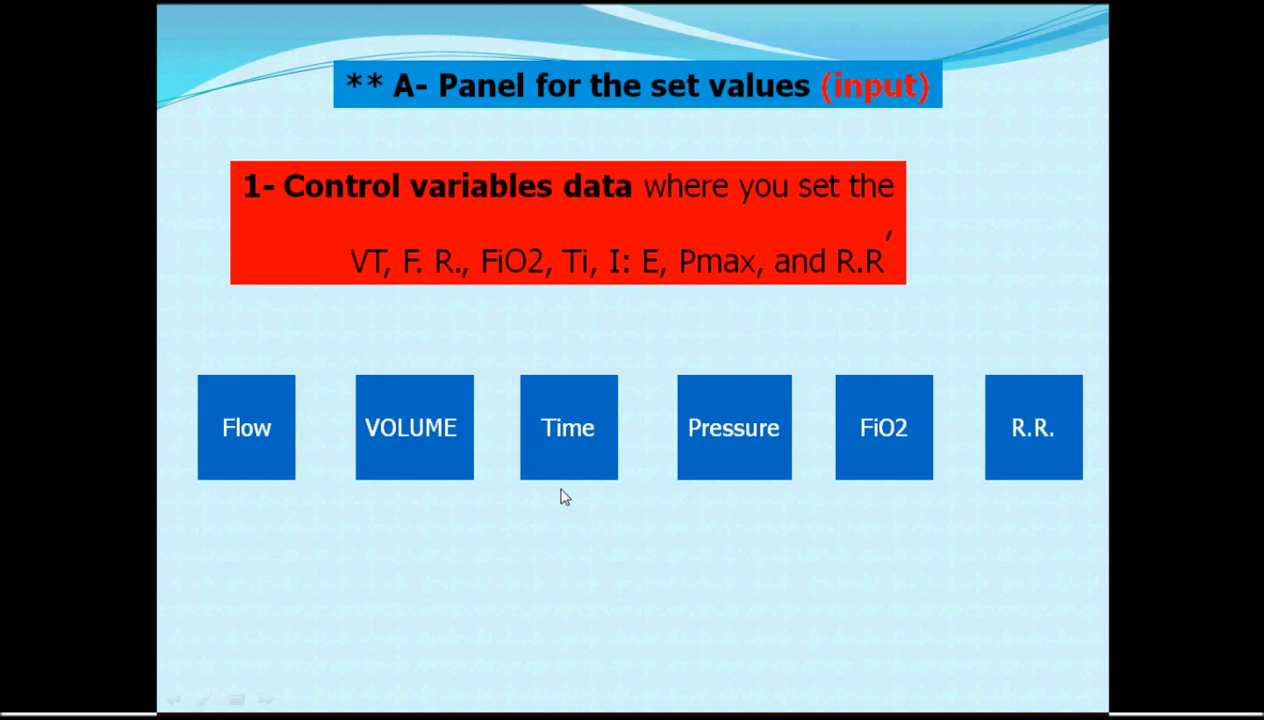 ** A- Panel for the set values (input)
1- Control variables data where you set the
,
VT, F. R., FiO2, Ti, I: E, Pmax, and R.R
Flow
VOLUME
Time
Pressure
FiO2
R.R.